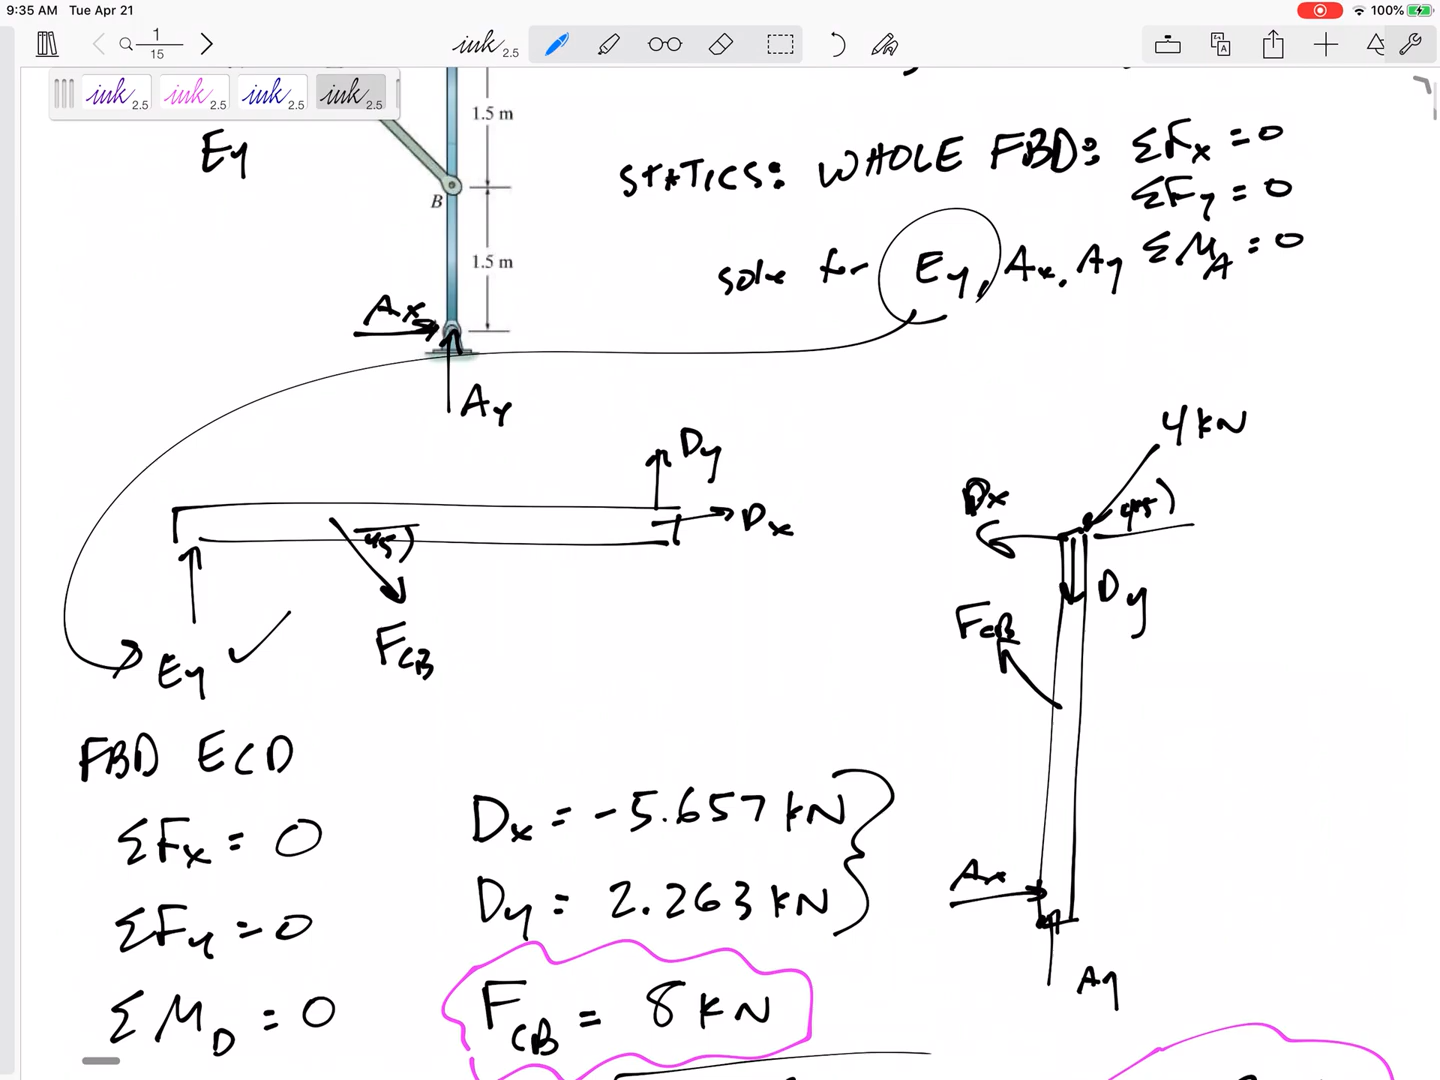 9:35 AM Tue Apr 21
100%
1
15
ink 2.5
ink 2.5
ink 2.5
ink 2.5
ink 2.5
1.5 m
Ey
B
1.5 m
Ax
Ay
STATICS: WHOLE FBD: ΣFx = 0
ΣFy = 0
solve for Ey, Ax, Ay ΣMA = 0
Dy
Dx
45
FCB
Ey ✓
4 kN
Dx
45
Dy
FCB
Ax
Ay
FBD ECD
ΣFx = 0
ΣFy = 0
ΣMD = 0
Dx = -5.657 kN
Dy = 2.263 kN
FCB = 8 kN